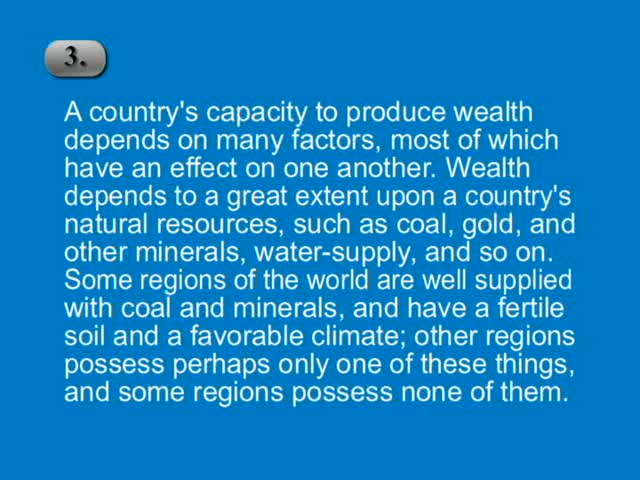 3.
A country's capacity to produce wealth
depends on many factors, most of which
have an effect on one another. Wealth
depends to a great extent upon a country's
natural resources, such as coal, gold, and
other minerals, water-supply, and so on.
Some regions of the world are well supplied
with coal and minerals, and have a fertile
soil and a favorable climate; other regions
possess perhaps only one of these things,
and some regions possess none of them.